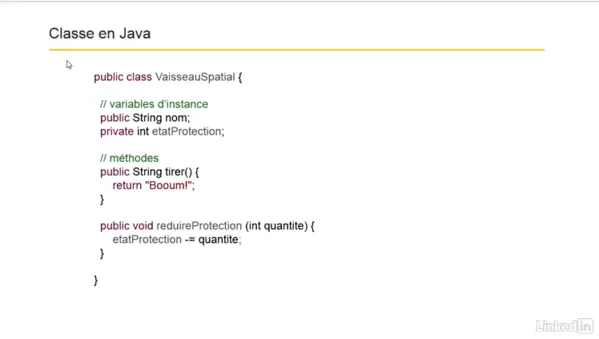 Classe en Java
public class VaisseauSpatial {
// variables d'instance
public String nom;
private int etatProtection;
// méthodes
public String tirer() {
return "Booum!";
}
public void reduireProtection (int quantite) {
etatProtection -= quantite;
}
}
LinkedIn